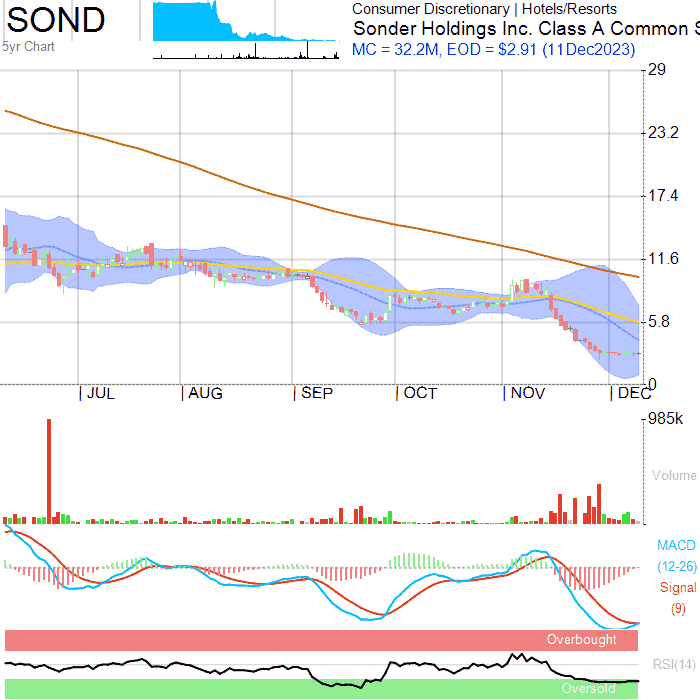 SOND
5yr Chart
Consumer Discretionary | Hotels/Resorts
Sonder Holdings Inc. Class A Common S
MC = 32.2M, EOD = $2.91 (11Dec2023)
29
23.2
17.4
11.6
5.8
0
JUL AUG SEP OCT NOV DEC
985k
Volume
MACD
(12-26)
Signal
(9)
Overbought
RSI(14)
Oversold